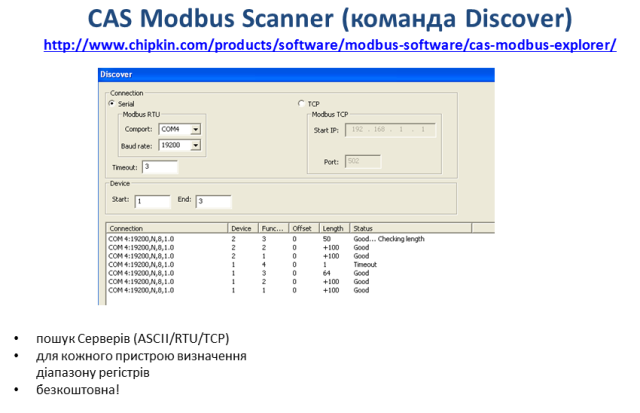 CAS Modbus Scanner (команда Discover)
http://www.chipkin.com/products/software/modbus-software/cas-modbus-explorer/
Discover
Connection
Serial
TCP
Modbus RTU
Modbus TCP
Comport: COM4
Start IP: 192 . 168 . 1 . 1
Baud rate: 19200
Port: 502
Timeout: 3
Device
Start: 1 End: 3
Connection Device Func... Offset Length Status
COM 4:19200,N,8,1.0 2 3 0 50 Good... Checking length
COM 4:19200,N,8,1.0 2 2 0 +100 Good
COM 4:19200,N,8,1.0 2 1 0 +100 Good
COM 4:19200,N,8,1.0 1 4 0 1 Timeout
COM 4:19200,N,8,1.0 1 3 0 64 Good
COM 4:19200,N,8,1.0 1 2 0 +100 Good
COM 4:19200,N,8,1.0 1 1 0 +100 Good
• пошук Серверів (ASCII/RTU/TCP)
• для кожного пристрою визначення
діапазону регістрів
• безкоштовна!